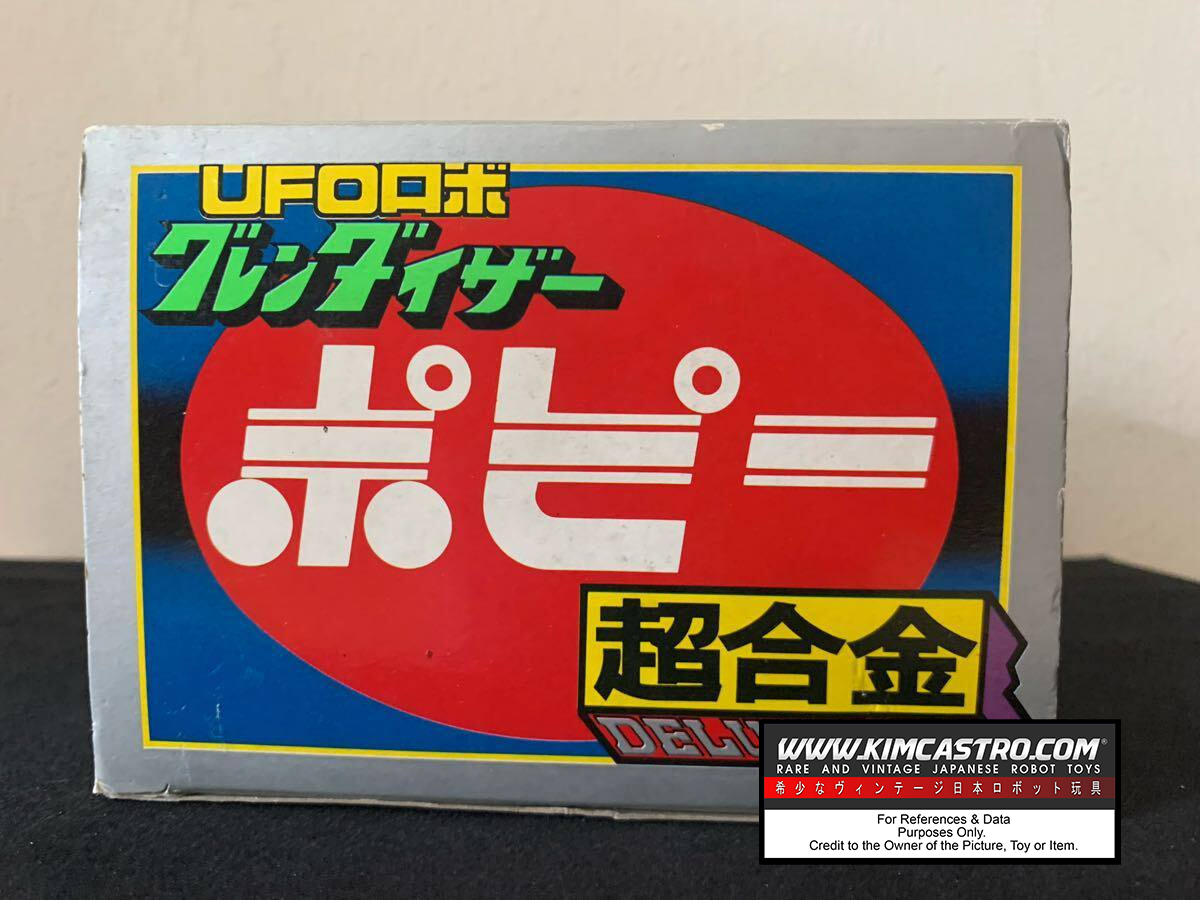 UFOロボ
グレンダイザー
ポピー
超合金
WWW.KIMCASTRO.COM®
RARE AND VINTAGE JAPANESE ROBOT TOYS
希少なヴィンテージ日本ロボット玩具
For References & Data
Purposes Only.
Credit to the Owner of the Picture, Toy or Item.